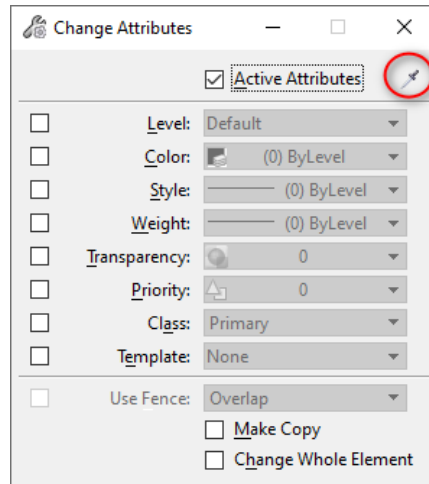 Change Attributes
Active Attributes
Level: Default
Color: (0) ByLevel
Style: (0) ByLevel
Weight: (0) ByLevel
Transparency: 0
Priority: 0
Class: Primary
Template: None
Use Fence: Overlap
Make Copy
Change Whole Element